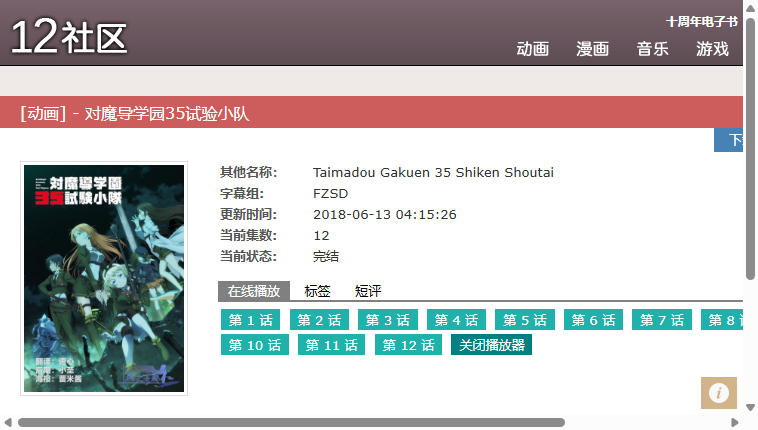 12社区
十周年电子书
动画 漫画 音乐 游戏
[动画] - 对魔导学园35试验小队
下
对魔導学園
35試験小隊
其他名称: Taimadou Gakuen 35 Shiken Shoutai
字幕组: FZSD
更新时间: 2018-06-13 04:15:26
当前集数: 12
当前状态: 完结
在线播放 标签 短评
第 1 话 第 2 话 第 3 话 第 4 话 第 5 话 第 6 话 第 7 话 第 8
第 10 话 第 11 话 第 12 话 关闭播放器
i